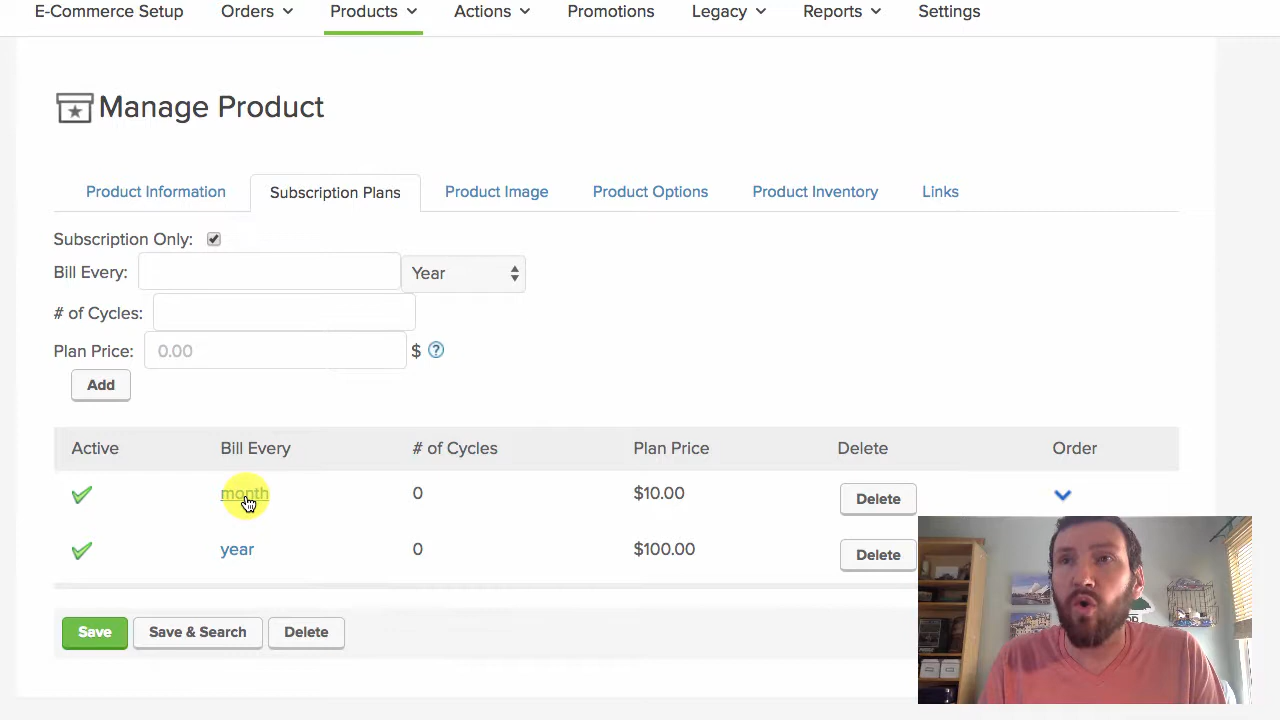 E-Commerce Setup Orders Products Actions Promotions Legacy Reports Settings
Manage Product
Product Information Subscription Plans Product Image Product Options Product Inventory Links
Subscription Only:
Bill Every: Year
# of Cycles:
Plan Price: 0.00 $ ?
Add
Active Bill Every # of Cycles Plan Price Delete Order
month 0 $10.00 Delete
year 0 $100.00 Delete
Save Save & Search Delete